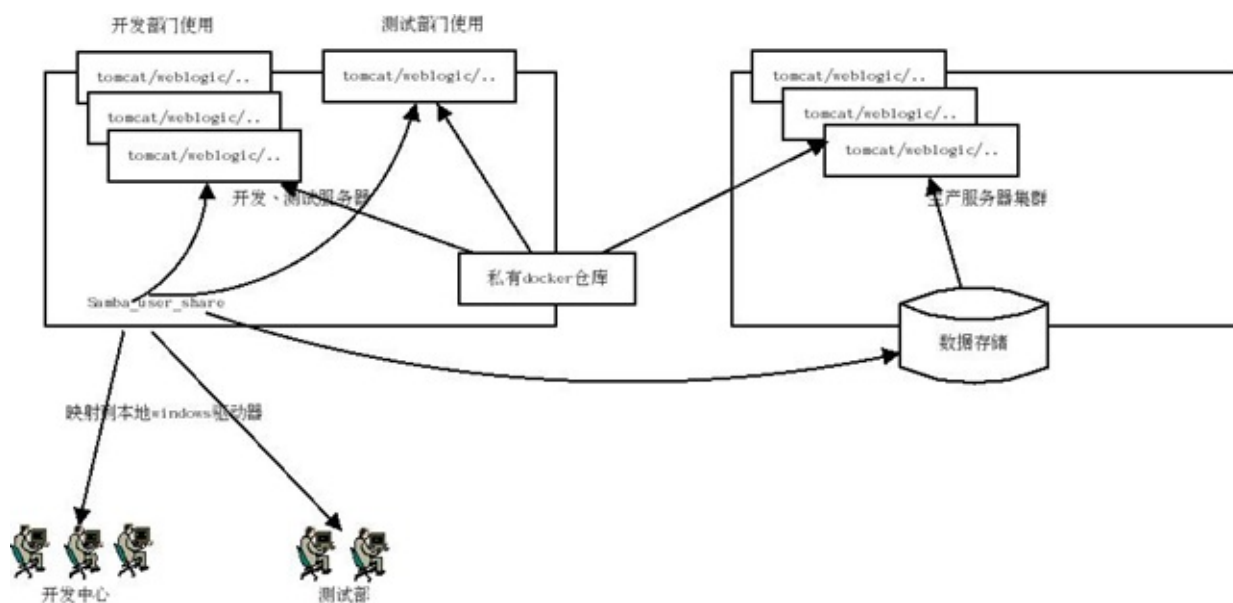 开发部门使用
测试部门使用
tomcat/weblogic/..
tomcat/weblogic/..
tomcat/weblogic/..
tomcat/weblogic/..
tomcat/weblogic/..
tomcat/weblogic/..
tomcat/weblogic/..
开发、测试服务器
生产服务器集群
私有docker仓库
Samba_user_share
数据存储
映射到本地windows驱动器
开发中心
测试部